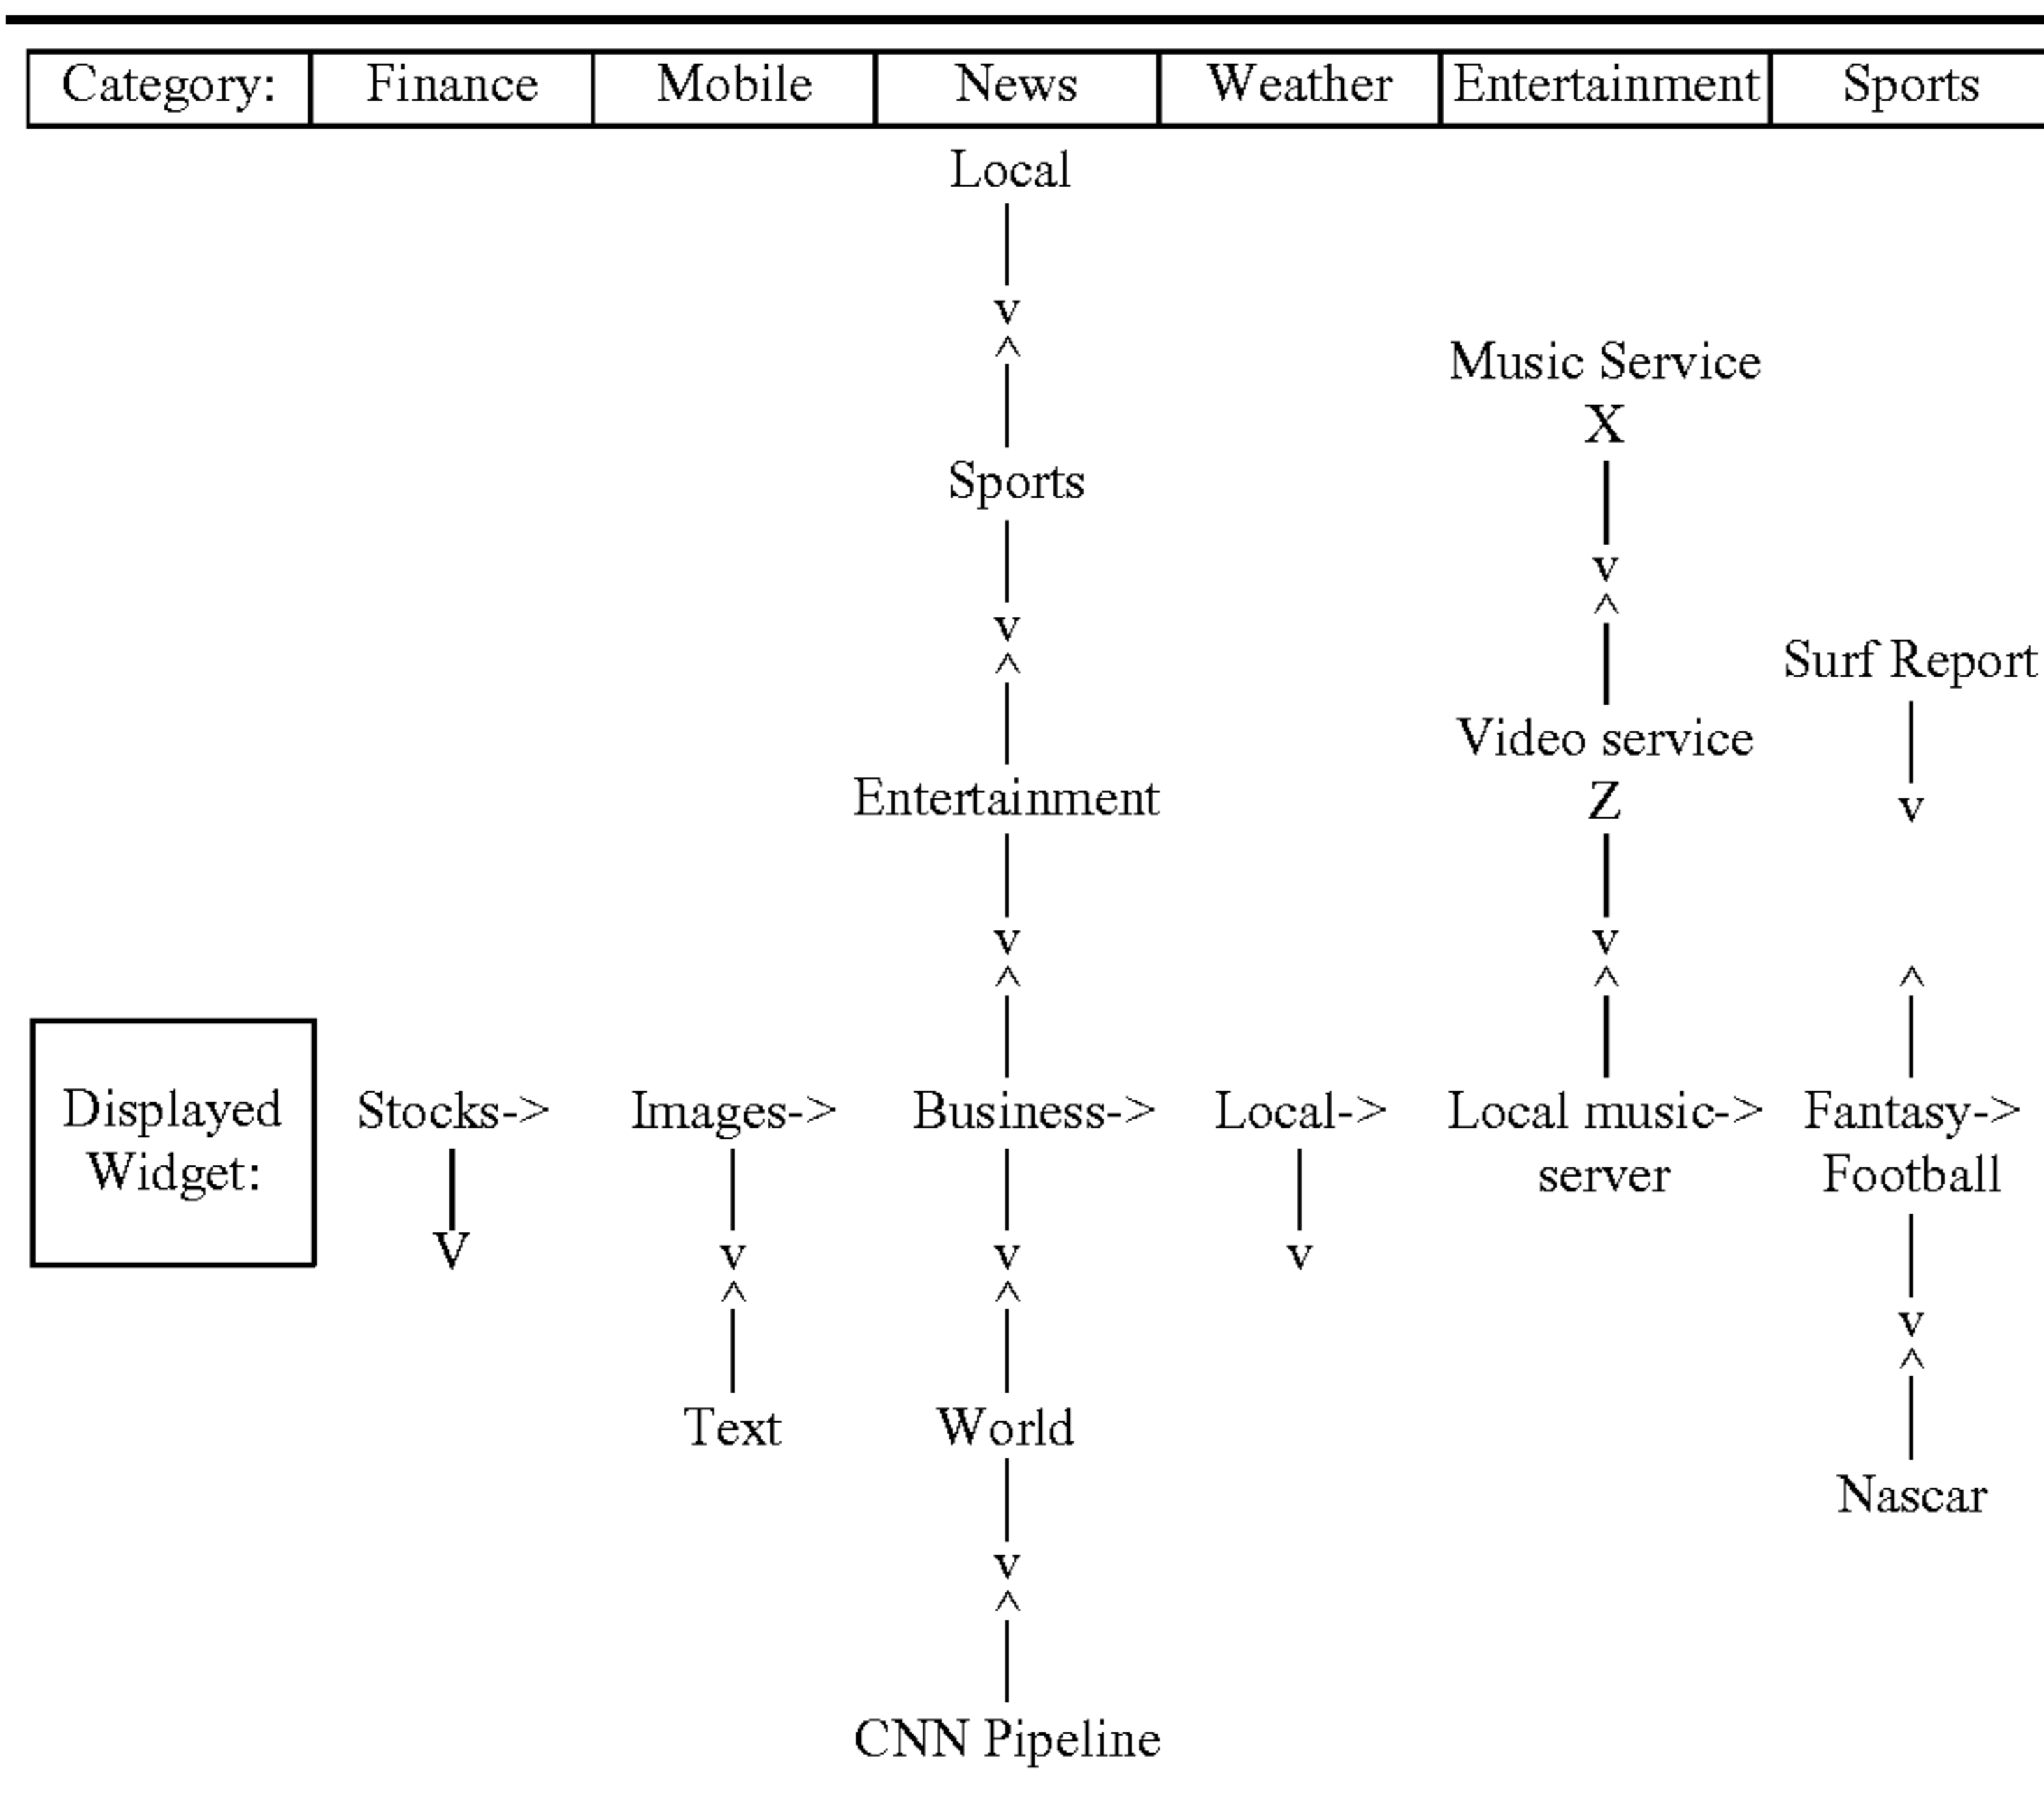 Category: Finance Mobile News Weather Entertainment Sports
Local
v
^
Music Service
X
Sports
v
^
v
^
Surf Report
Video service
Entertainment Z v
v v
^ ^ ^
Displayed Stocks-> Images-> Business-> Local-> Local music-> Fantasy->
Widget: server Football
V v v v
^ ^
v
^
Text World
Nascar
v
^
CNN Pipeline